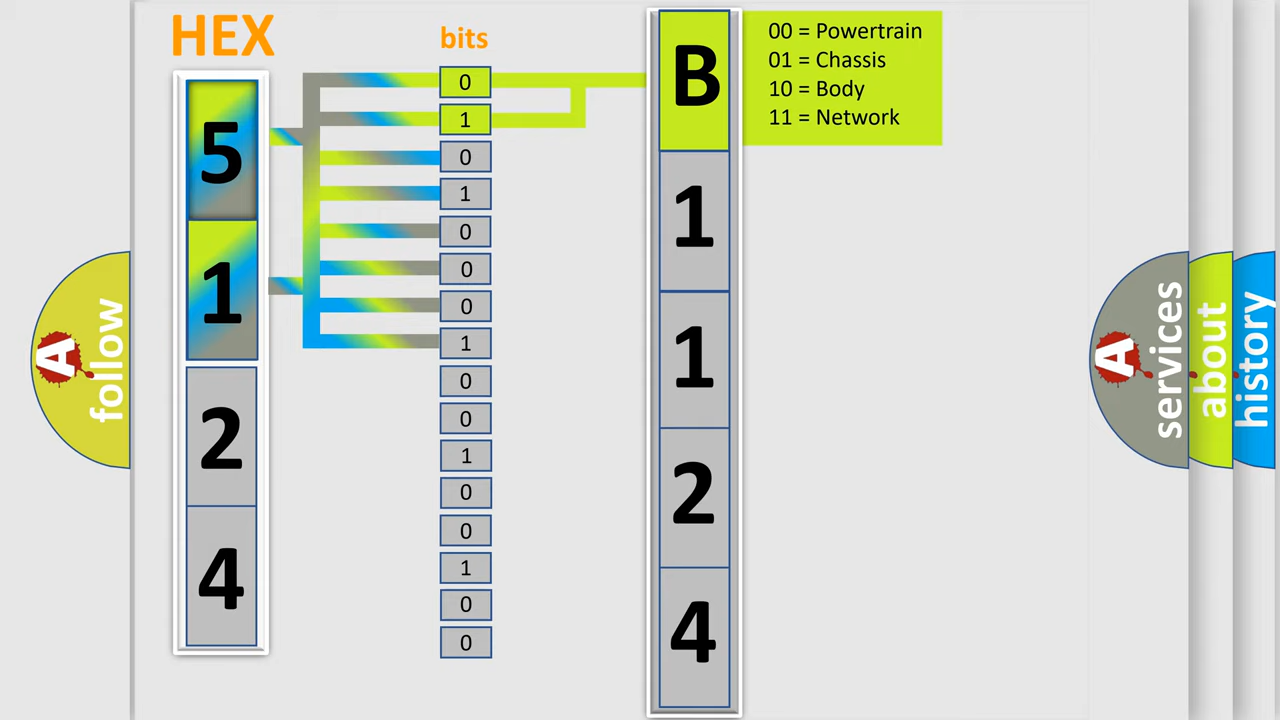 HEX
bits
5
1
2
4
0
1
0
1
0
0
0
1
0
0
1
0
0
1
0
0
B
1
1
2
4
00 = Powertrain
01 = Chassis
10 = Body
11 = Network
A
follow
A
services
about
history